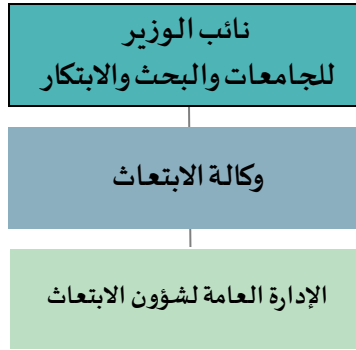 نائب الوزير
للجامعات والبحث والابتكار
وكالة الابتعاث
الإدارة العامة لشؤون الابتعاث